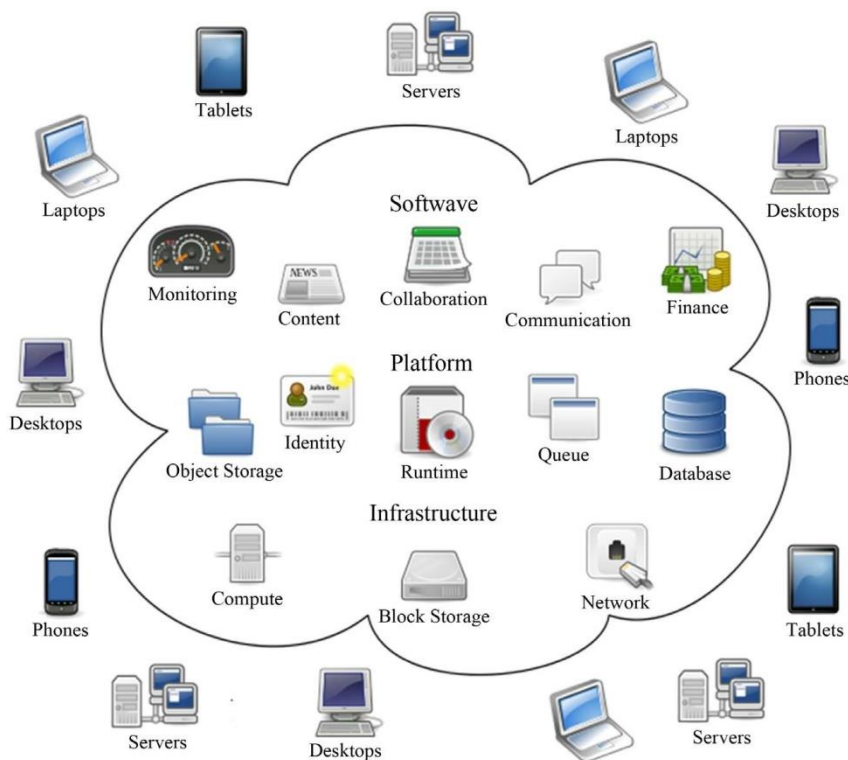 Servers
Tablets
Laptops
Laptops
Desktops
Softwave
Monitoring
NEWS
Content
Collaboration
Communication
Finance
Phones
Platform
Desktops
John Doe
Object Storage
Identity
Runtime
Queue
Database
Infrastructure
Compute
Block Storage
Network
Phones
Tablets
Servers
Desktops
Servers